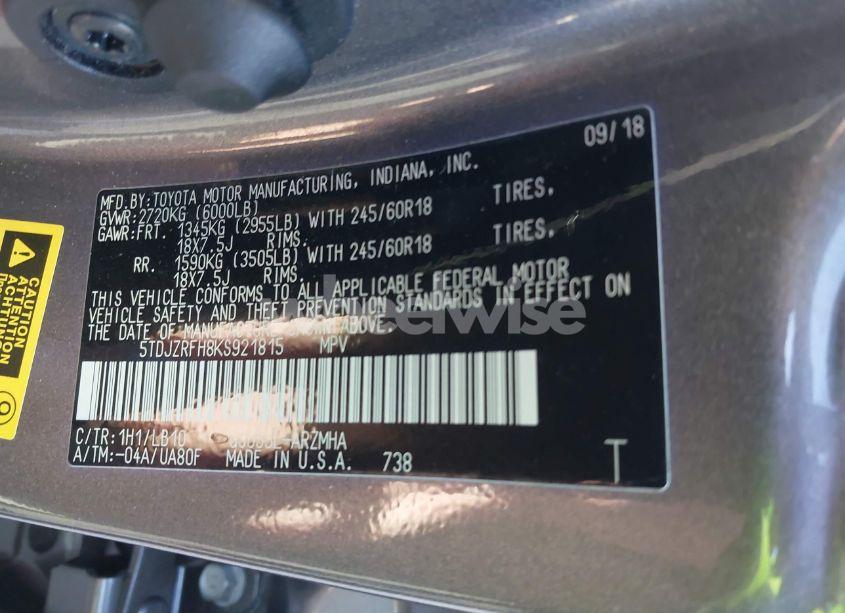 09/18
MFD.BY:TOYOTA MOTOR MANUFACTURING, INDIANA, INC.
GVWR:2720KG (6000LB)
GAWR:FRT. 1345KG (2955LB) WITH 245/60R18 TIRES,
18X7.5J RIMS.
RR. 1590KG (3505LB) WITH 245/60R18 TIRES,
18X7.5J RIMS.
THIS VEHICLE CONFORMS TO ALL APPLICABLE FEDERAL MOTOR
VEHICLE SAFETY AND THEFT PREVENTION STANDARDS IN EFFECT ON
THE DATE OF MANUFACTURE SHOWN ABOVE.
5TDJZRFH8KS921815 MPV
C/TR:1H1/LB10
A/TM:-04A/UA80F MADE IN U.S.A. 738
T
CAUTION
ATTENTION
ACHTUNG